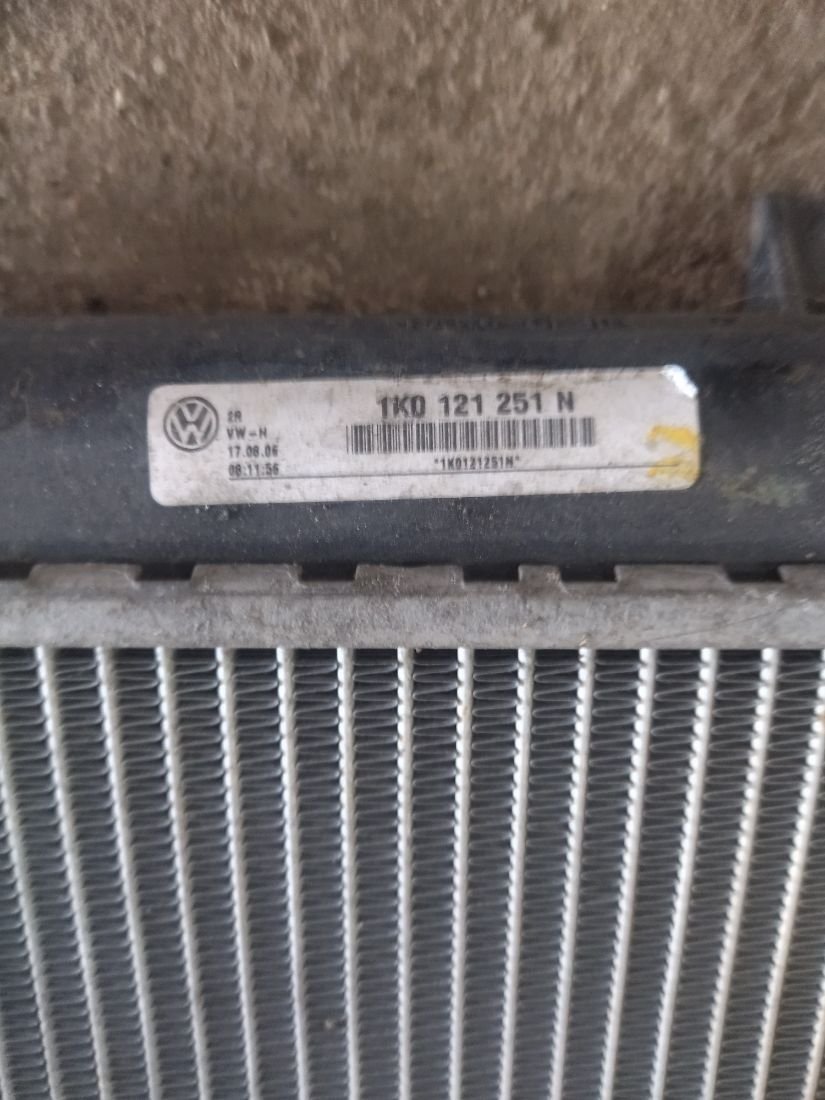 1K0 121 251 N
2R
VW-H
17.08.06
08:11:56
*1K0121251N*